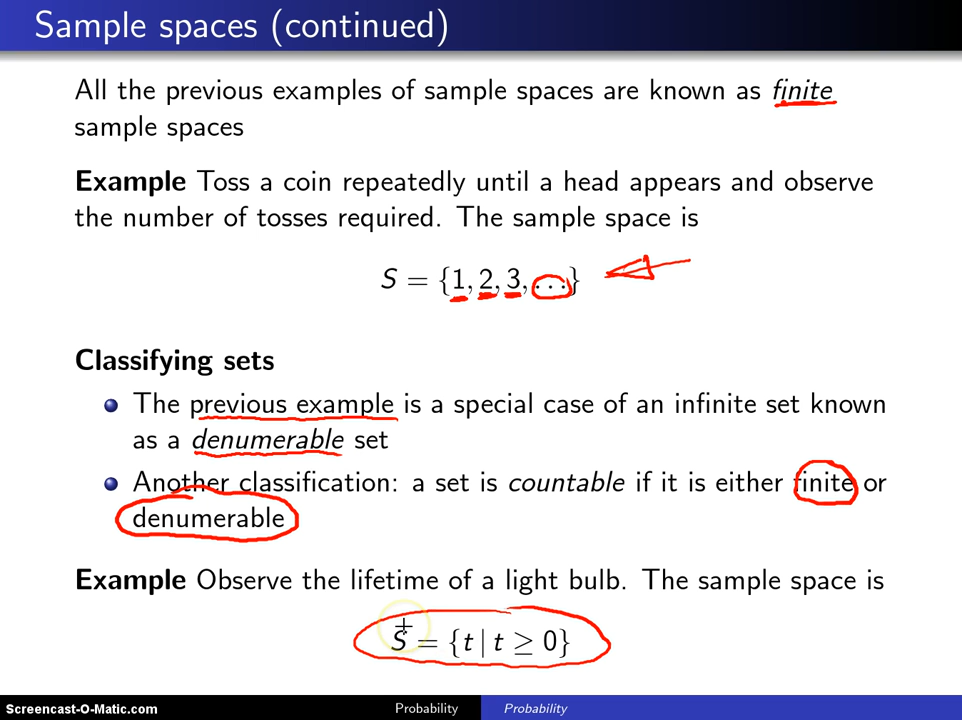 Sample spaces (continued)
All the previous examples of sample spaces are known as finite
sample spaces
Example Toss a coin repeatedly until a head appears and observe
the number of tosses required. The sample space is
S = {1, 2, 3, . . .}
Classifying sets
The previous example is a special case of an infinite set known
as a denumerable set
Another classification: a set is countable if it is either finite or
denumerable
Example Observe the lifetime of a light bulb. The sample space is
S = {t | t ≥ 0}
Screencast-O-Matic.com Probability Probability